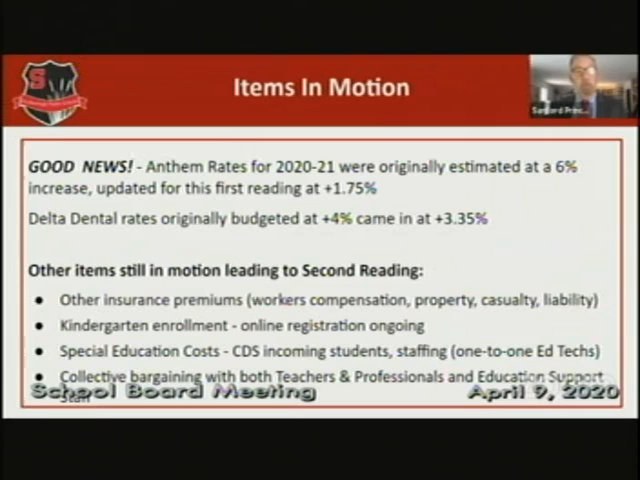 S
Items In Motion
Sanford Prin...
GOOD NEWS! - Anthem Rates for 2020-21 were originally estimated at a 6%
increase, updated for this first reading at +1.75%
Delta Dental rates originally budgeted at +4% came in at +3.35%
Other items still in motion leading to Second Reading:
● Other insurance premiums (workers compensation, property, casualty, liability)
● Kindergarten enrollment - online registration ongoing
● Special Education Costs - CDS incoming students, staffing (one-to-one Ed Techs)
● Collective bargaining with both Teachers & Professionals and Education Support
Staff
School Board Meeting
April 9, 2020